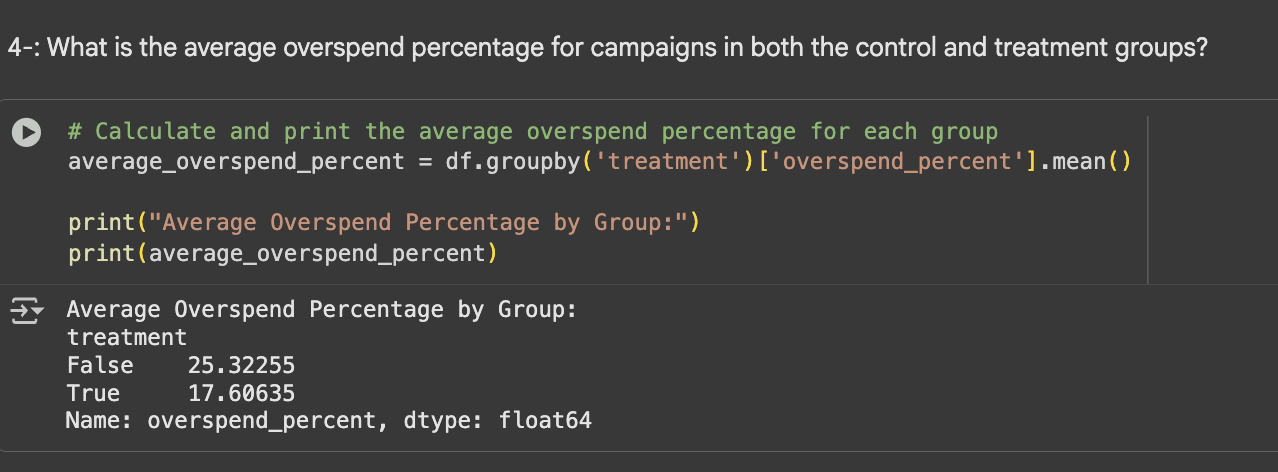 4-: What is the average overspend percentage for campaigns in both the control and treatment groups?
# Calculate and print the average overspend percentage for each group
average_overspend_percent = df.groupby('treatment')['overspend_percent'].mean()
print("Average Overspend Percentage by Group:")
print(average_overspend_percent)
Average Overspend Percentage by Group:
treatment
False    25.32255
True     17.60635
Name: overspend_percent, dtype: float64